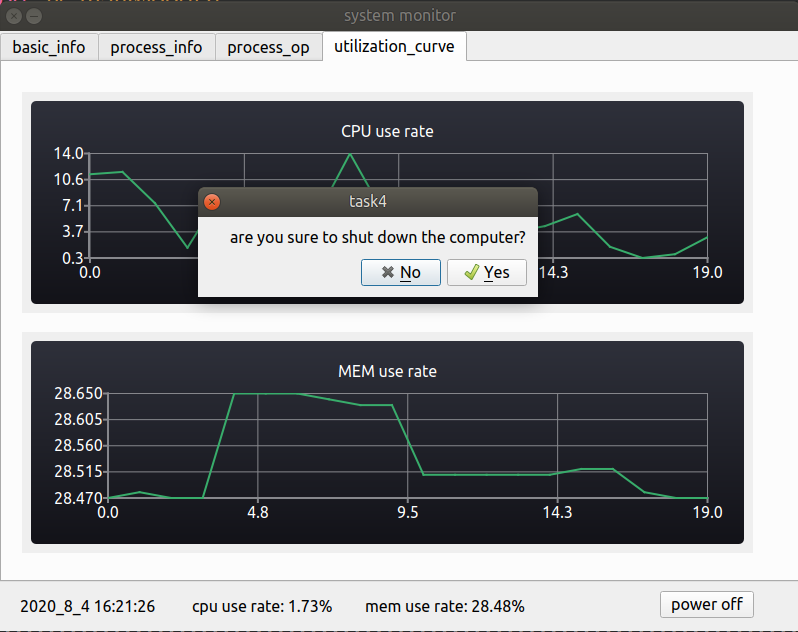 system monitor
basic_info process_info process_op utilization_curve
CPU use rate
14.0
10.6
7.1
3.7
0.3
0.0 14.3 19.0
task4
are you sure to shut down the computer?
No Yes
MEM use rate
28.650
28.605
28.560
28.515
28.470
0.0 4.8 9.5 14.3 19.0
2020_8_4 16:21:26 cpu use rate: 1.73% mem use rate: 28.48% power off